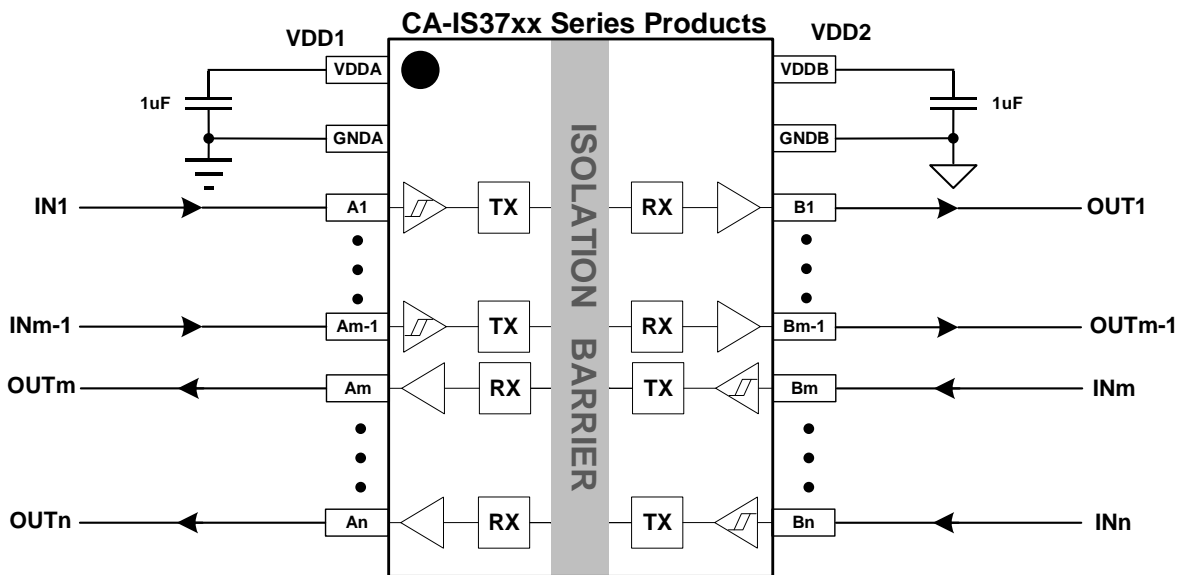 CA-IS37xx Series Products
VDD1
VDD2
VDDA
VDDB
1uF
1uF
GNDA
GNDB
ISOLATION BARRIER
IN1
A1
TX
RX
B1
OUT1
INm-1
Am-1
TX
RX
Bm-1
OUTm-1
OUTm
Am
RX
TX
Bm
INm
OUTn
An
RX
TX
Bn
INn